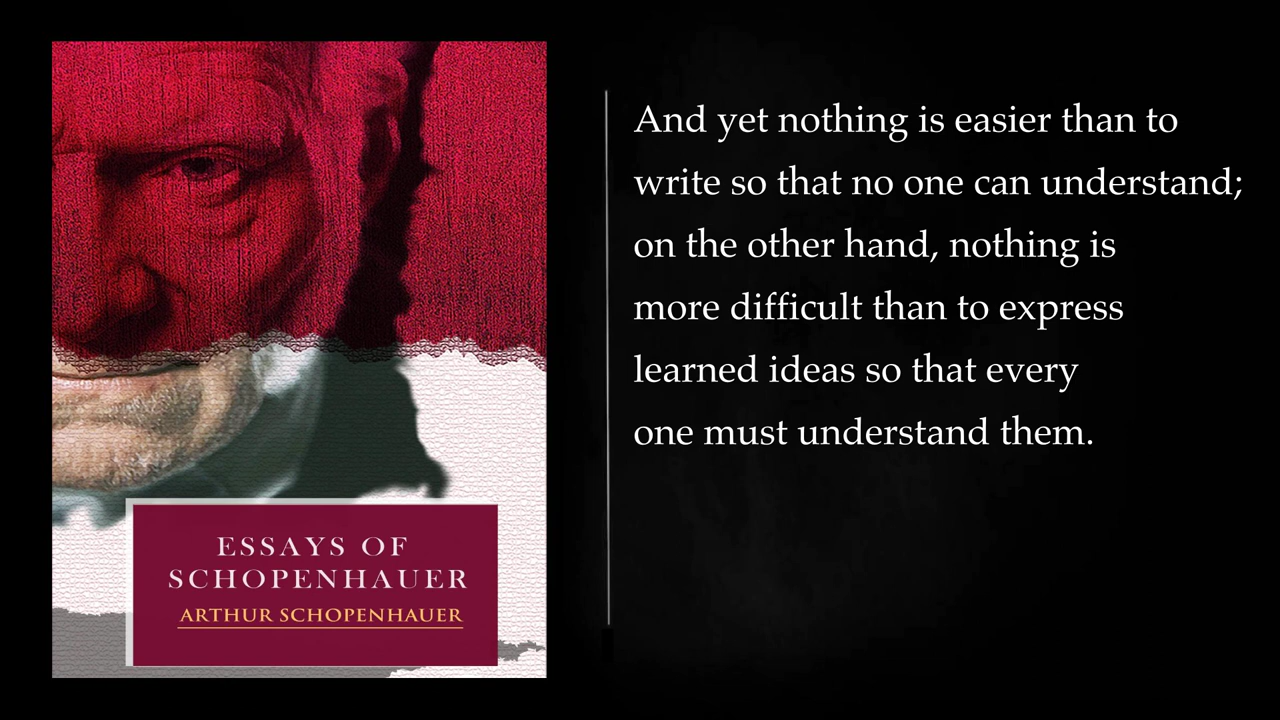 ESSAYS OF
SCHOPENHAUER
ARTHUR SCHOPENHAUER
And yet nothing is easier than to
write so that no one can understand;
on the other hand, nothing is
more difficult than to express
learned ideas so that every
one must understand them.